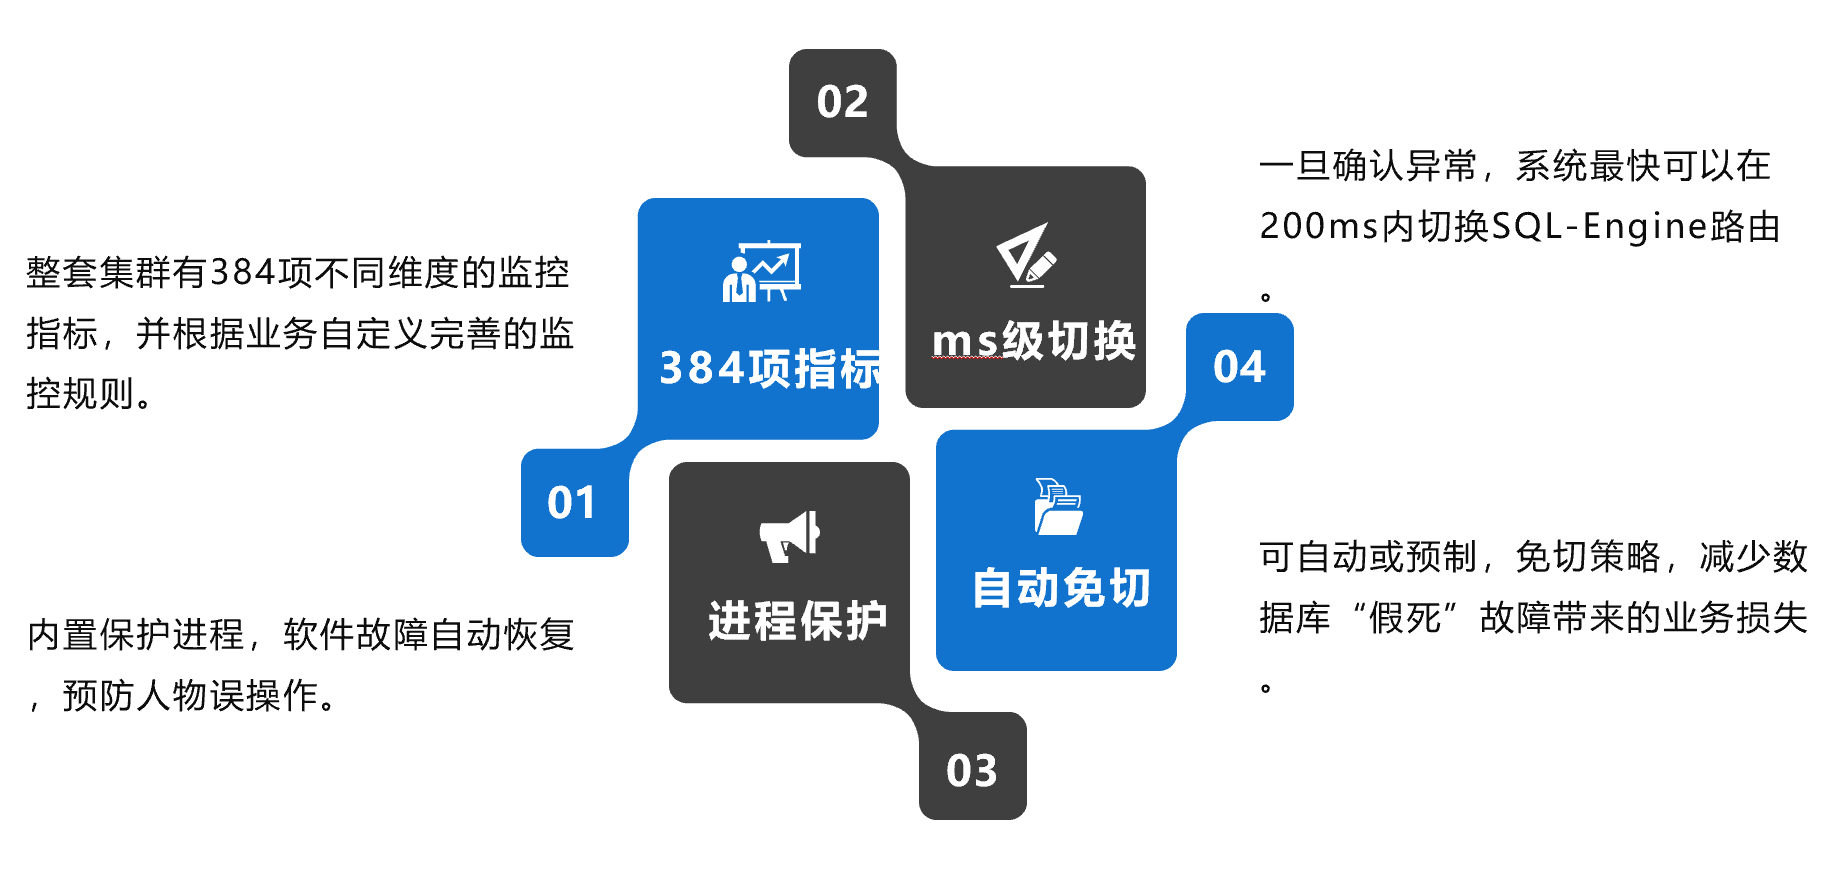 整套集群有384项不同维度的监控
指标，并根据业务自定义完善的监
控规则。
384项指标
01
02
ms级切换
一旦确认异常，系统最快可以在
200ms内切换SQL-Engine路由
。
内置保护进程，软件故障自动恢复
，预防人物误操作。
进程保护
03
04
自动免切
可自动或预制，免切策略，减少数
据库“假死”故障带来的业务损失
。